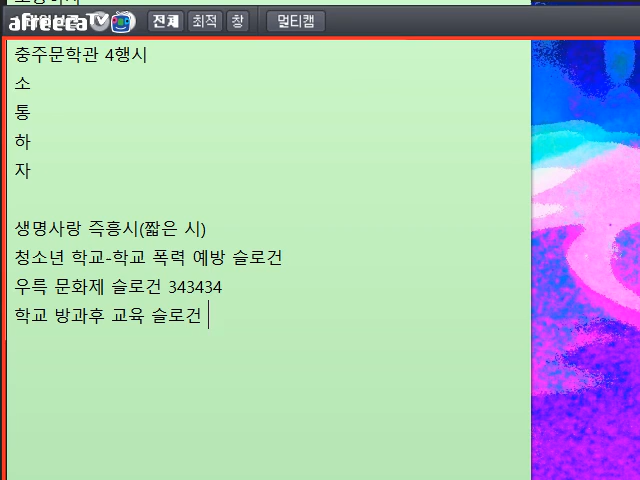 afreeca TV 전체 최적 창 멀티캠
충주문학관 4행시
소
통
하
자
생명사랑 즉흥시(짧은 시)
청소년 학교-학교 폭력 예방 슬로건
우륵 문화제 슬로건 343434
학교 방과후 교육 슬로건